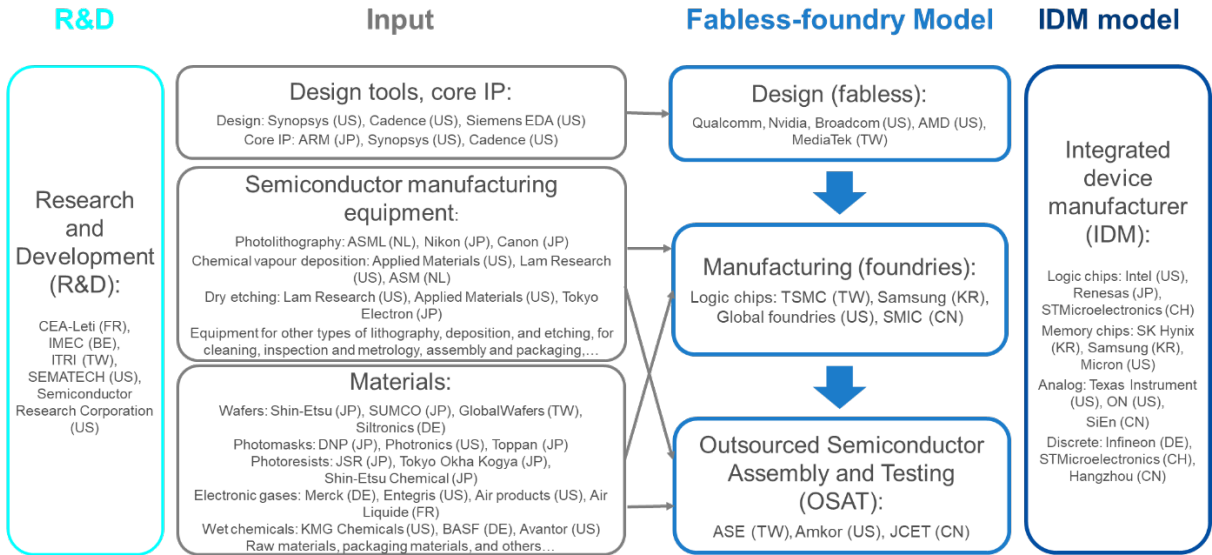 R&D
Input
Fabless-foundry Model
IDM model
Research
and
Development
(R&D):
CEA-Leti (FR),
IMEC (BE),
ITRI (TW),
SEMATECH (US),
Semiconductor
Research Corporation
(US)
Design tools, core IP:
Design: Synopsys (US), Cadence (US), Siemens EDA (US)
Core IP: ARM (JP), Synopsys (US), Cadence (US)
Semiconductor manufacturing
equipment:
Photolithography: ASML (NL), Nikon (JP), Canon (JP)
Chemical vapour deposition: Applied Materials (US), Lam Research
(US), ASM (NL)
Dry etching: Lam Research (US), Applied Materials (US), Tokyo
Electron (JP)
Equipment for other types of lithography, deposition, and etching, for
cleaning, inspection and metrology, assembly and packaging,…
Materials:
Wafers: Shin-Etsu (JP), SUMCO (JP), GlobalWafers (TW),
Siltronics (DE)
Photomasks: DNP (JP), Photronics (US), Toppan (JP)
Photoresists: JSR (JP), Tokyo Okha Kogya (JP),
Shin-Etsu Chemical (JP)
Electronic gases: Merck (DE), Entegris (US), Air products (US), Air
Liquide (FR)
Wet chemicals: KMG Chemicals (US), BASF (DE), Avantor (US)
Raw materials, packaging materials, and others…
Design (fabless):
Qualcomm, Nvidia, Broadcom (US), AMD (US),
MediaTek (TW)
Manufacturing (foundries):
Logic chips: TSMC (TW), Samsung (KR),
Global foundries (US), SMIC (CN)
Outsourced Semiconductor
Assembly and Testing
(OSAT):
ASE (TW), Amkor (US), JCET (CN)
Integrated
device
manufacturer
(IDM):
Logic chips: Intel (US),
Renesas (JP),
STMicroelectronics (CH)
Memory chips: SK Hynix
(KR), Samsung (KR),
Micron (US)
Analog: Texas Instrument
(US), ON (US),
SiEn (CN)
Discrete: Infineon (DE),
STMicroelectronics (CH),
Hangzhou (CN)